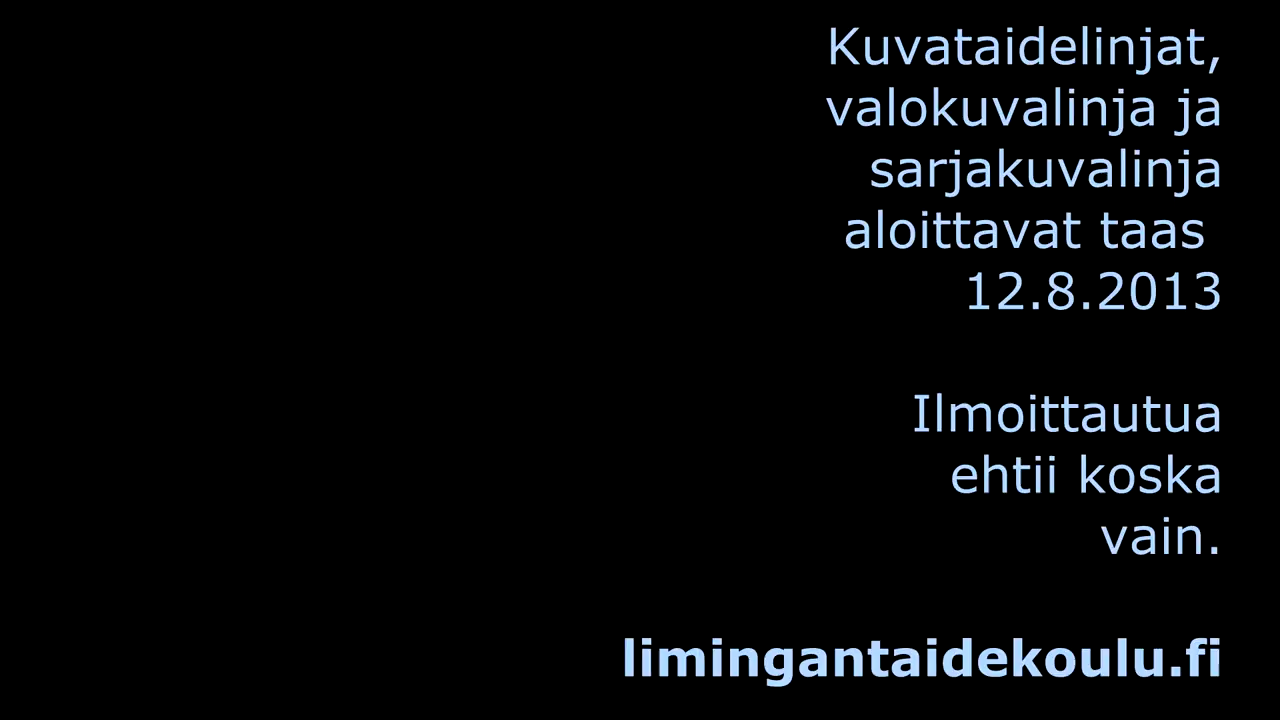 Kuvataidelinjat,
valokuvalinja ja
sarjakuvalinja
aloittavat taas
12.8.2013
Ilmoittautua
ehtii koska
vain.
limingantaidekoulu.fi